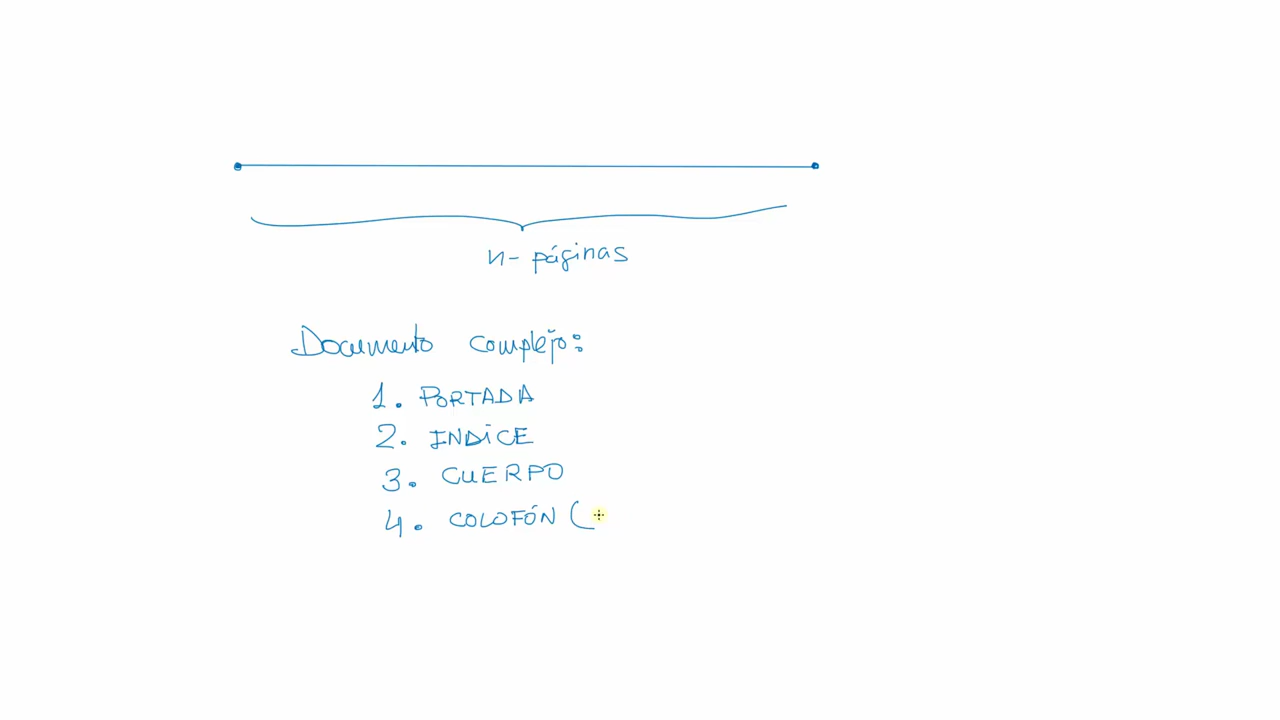 n- páginas
Documento complejo:
1. PORTADA
2. INDICE
3. CUERPO
4. COLOFÓN (